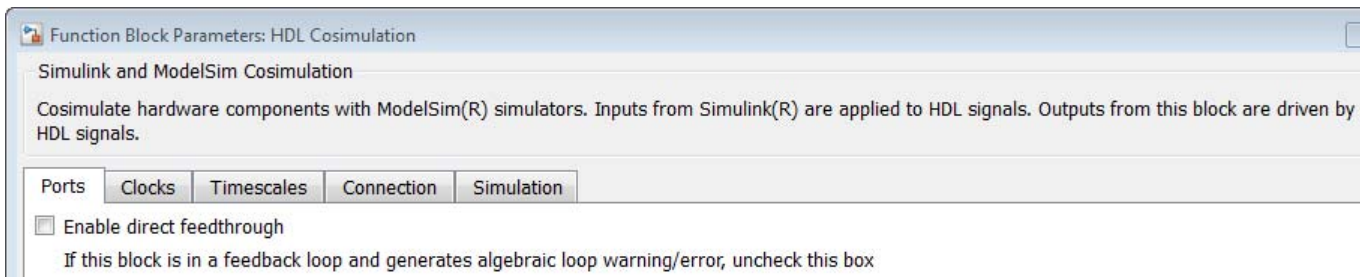 Function Block Parameters: HDL Cosimulation
Simulink and ModelSim Cosimulation
Cosimulate hardware components with ModelSim(R) simulators. Inputs from Simulink(R) are applied to HDL signals. Outputs from this block are driven by
HDL signals.
Ports Clocks Timescales Connection Simulation
Enable direct feedthrough
If this block is in a feedback loop and generates algebraic loop warning/error, uncheck this box